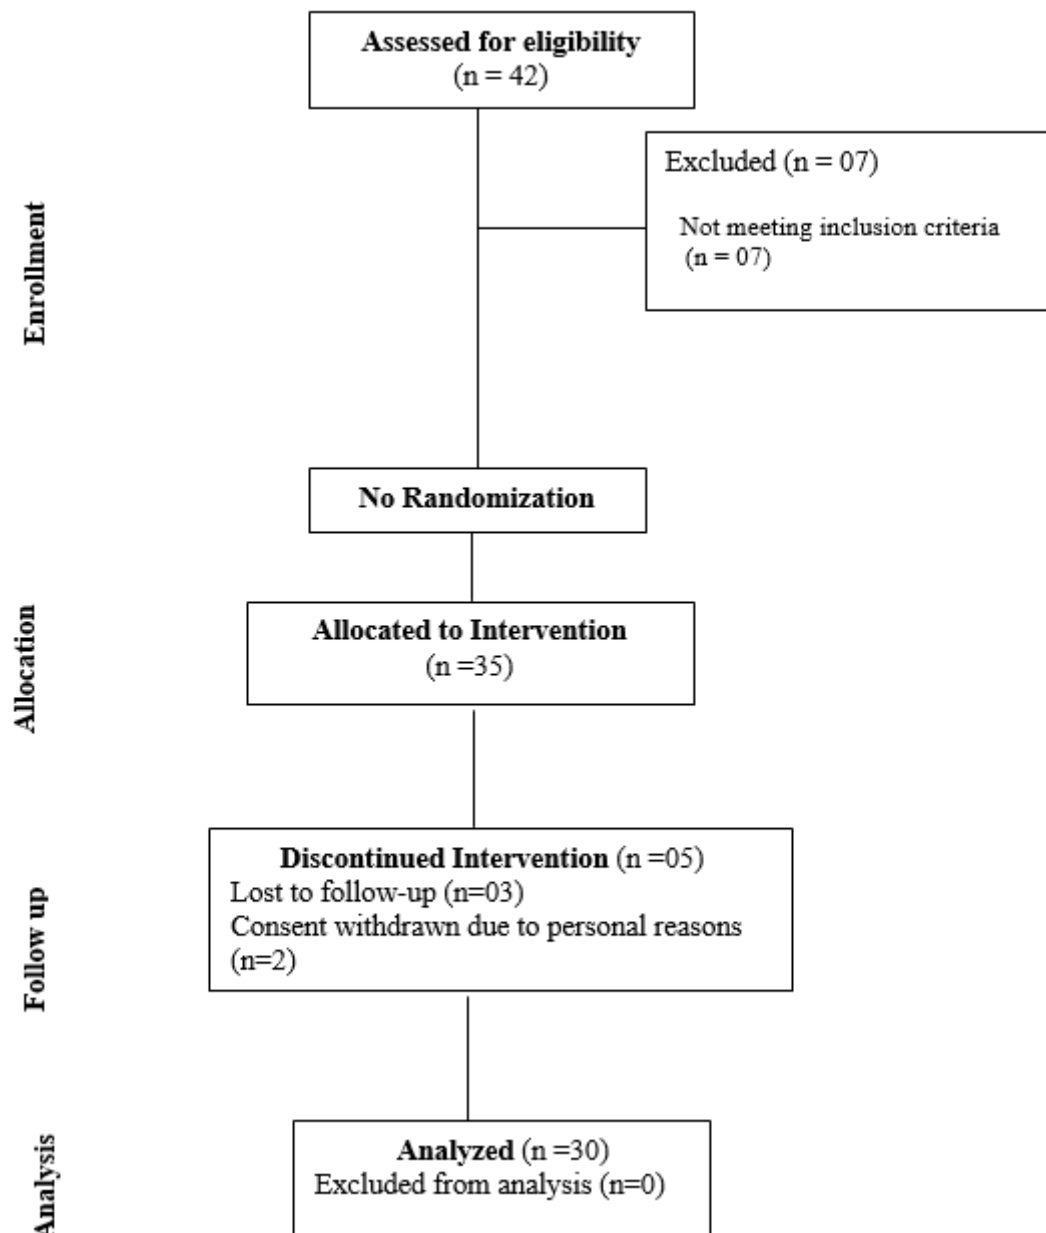 Assessed for eligibility
(n = 42)
Excluded (n = 07)
Not meeting inclusion criteria
(n = 07)
Enrollment
No Randomization
Allocated to Intervention
(n =35)
Allocation
Discontinued Intervention (n =05)
Lost to follow-up (n=03)
Consent withdrawn due to personal reasons
(n=2)
Follow up
Analyzed (n =30)
Excluded from analysis (n=0)
Analysis